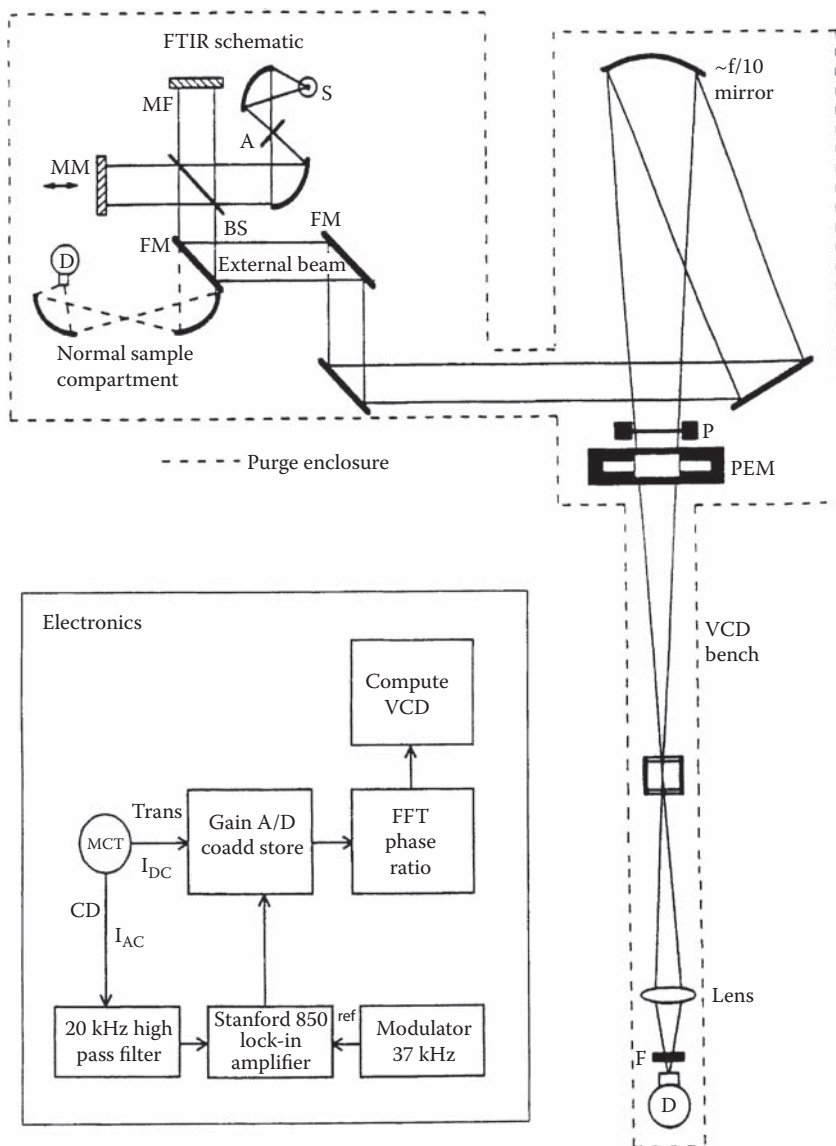 FTIR schematic
MF
S
A
MM
BS
FM
FM
D
External beam
Normal sample
compartment
~f/10
mirror
P
PEM
Purge enclosure
VCD
bench
Lens
F
D
Electronics
Compute
VCD
Trans
MCT
I_DC
Gain A/D
coadd store
FFT
phase
ratio
CD
I_AC
20 kHz high
pass filter
Stanford 850
lock-in
amplifier
ref
Modulator
37 kHz